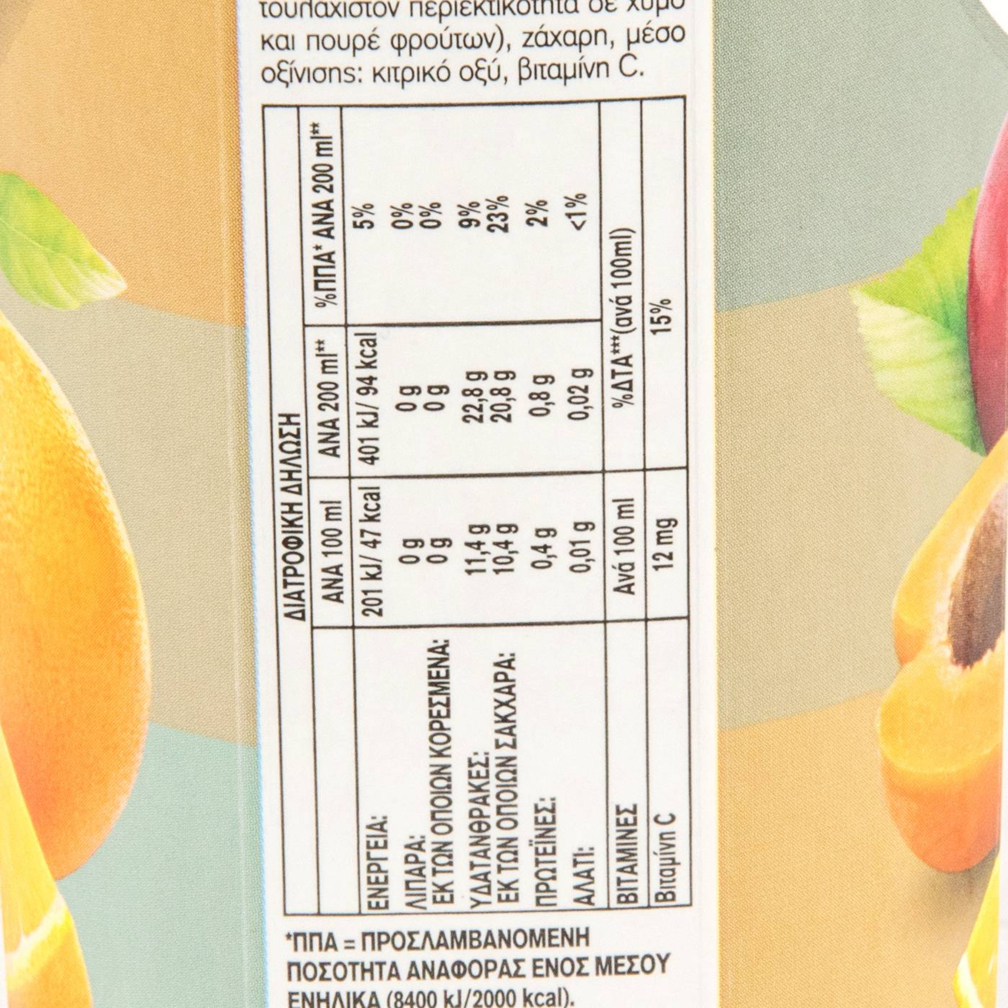 τουλάχιστον περιεκτικότητα σε χυμό
και πουρέ φρούτων), ζάχαρη, μέσο
οξίνισης: κιτρικό οξύ, βιταμίνη C.
ΔΙΑΤΡΟΦΙΚΗ ΔΗΛΩΣΗ
ΑΝΑ 100 ml ΑΝΑ 200 ml** %ΠΠΑ* ΑΝΑ 200 ml**
ΕΝΕΡΓΕΙΑ: 201 kJ/ 47 kcal 401 kJ/ 94 kcal 5%
ΛΙΠΑΡΑ: 0 g 0 g 0%
ΕΚ ΤΩΝ ΟΠΟΙΩΝ ΚΟΡΕΣΜΕΝΑ: 0 g 0 g 0%
ΥΔΑΤΑΝΘΡΑΚΕΣ: 11,4 g 22,8 g 9%
ΕΚ ΤΩΝ ΟΠΟΙΩΝ ΣΑΚΧΑΡΑ: 10,4 g 20,8 g 23%
ΠΡΩΤΕΪΝΕΣ: 0,4 g 0,8 g 2%
ΑΛΑΤΙ: 0,01 g 0,02 g <1%
ΒΙΤΑΜΙΝΕΣ Ανά 100 ml %ΔΤΑ***(ανά 100ml)
Βιταμίνη C 12 mg 15%
*ΠΠΑ = ΠΡΟΣΛΑΜΒΑΝΟΜΕΝΗ
ΠΟΣΟΤΗΤΑ ΑΝΑΦΟΡΑΣ ΕΝΟΣ ΜΕΣΟΥ
ΕΝΗΛΙΚΑ (8400 kJ/2000 kcal).